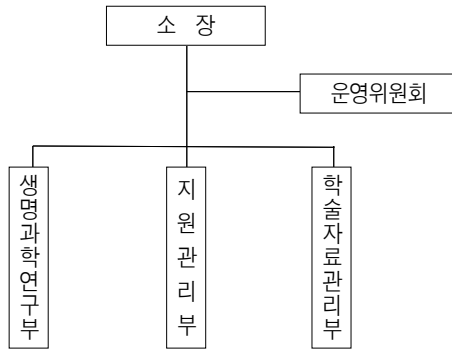 소 장
운영위원회
생명과학연구부
지원관리부
학술자료관리부